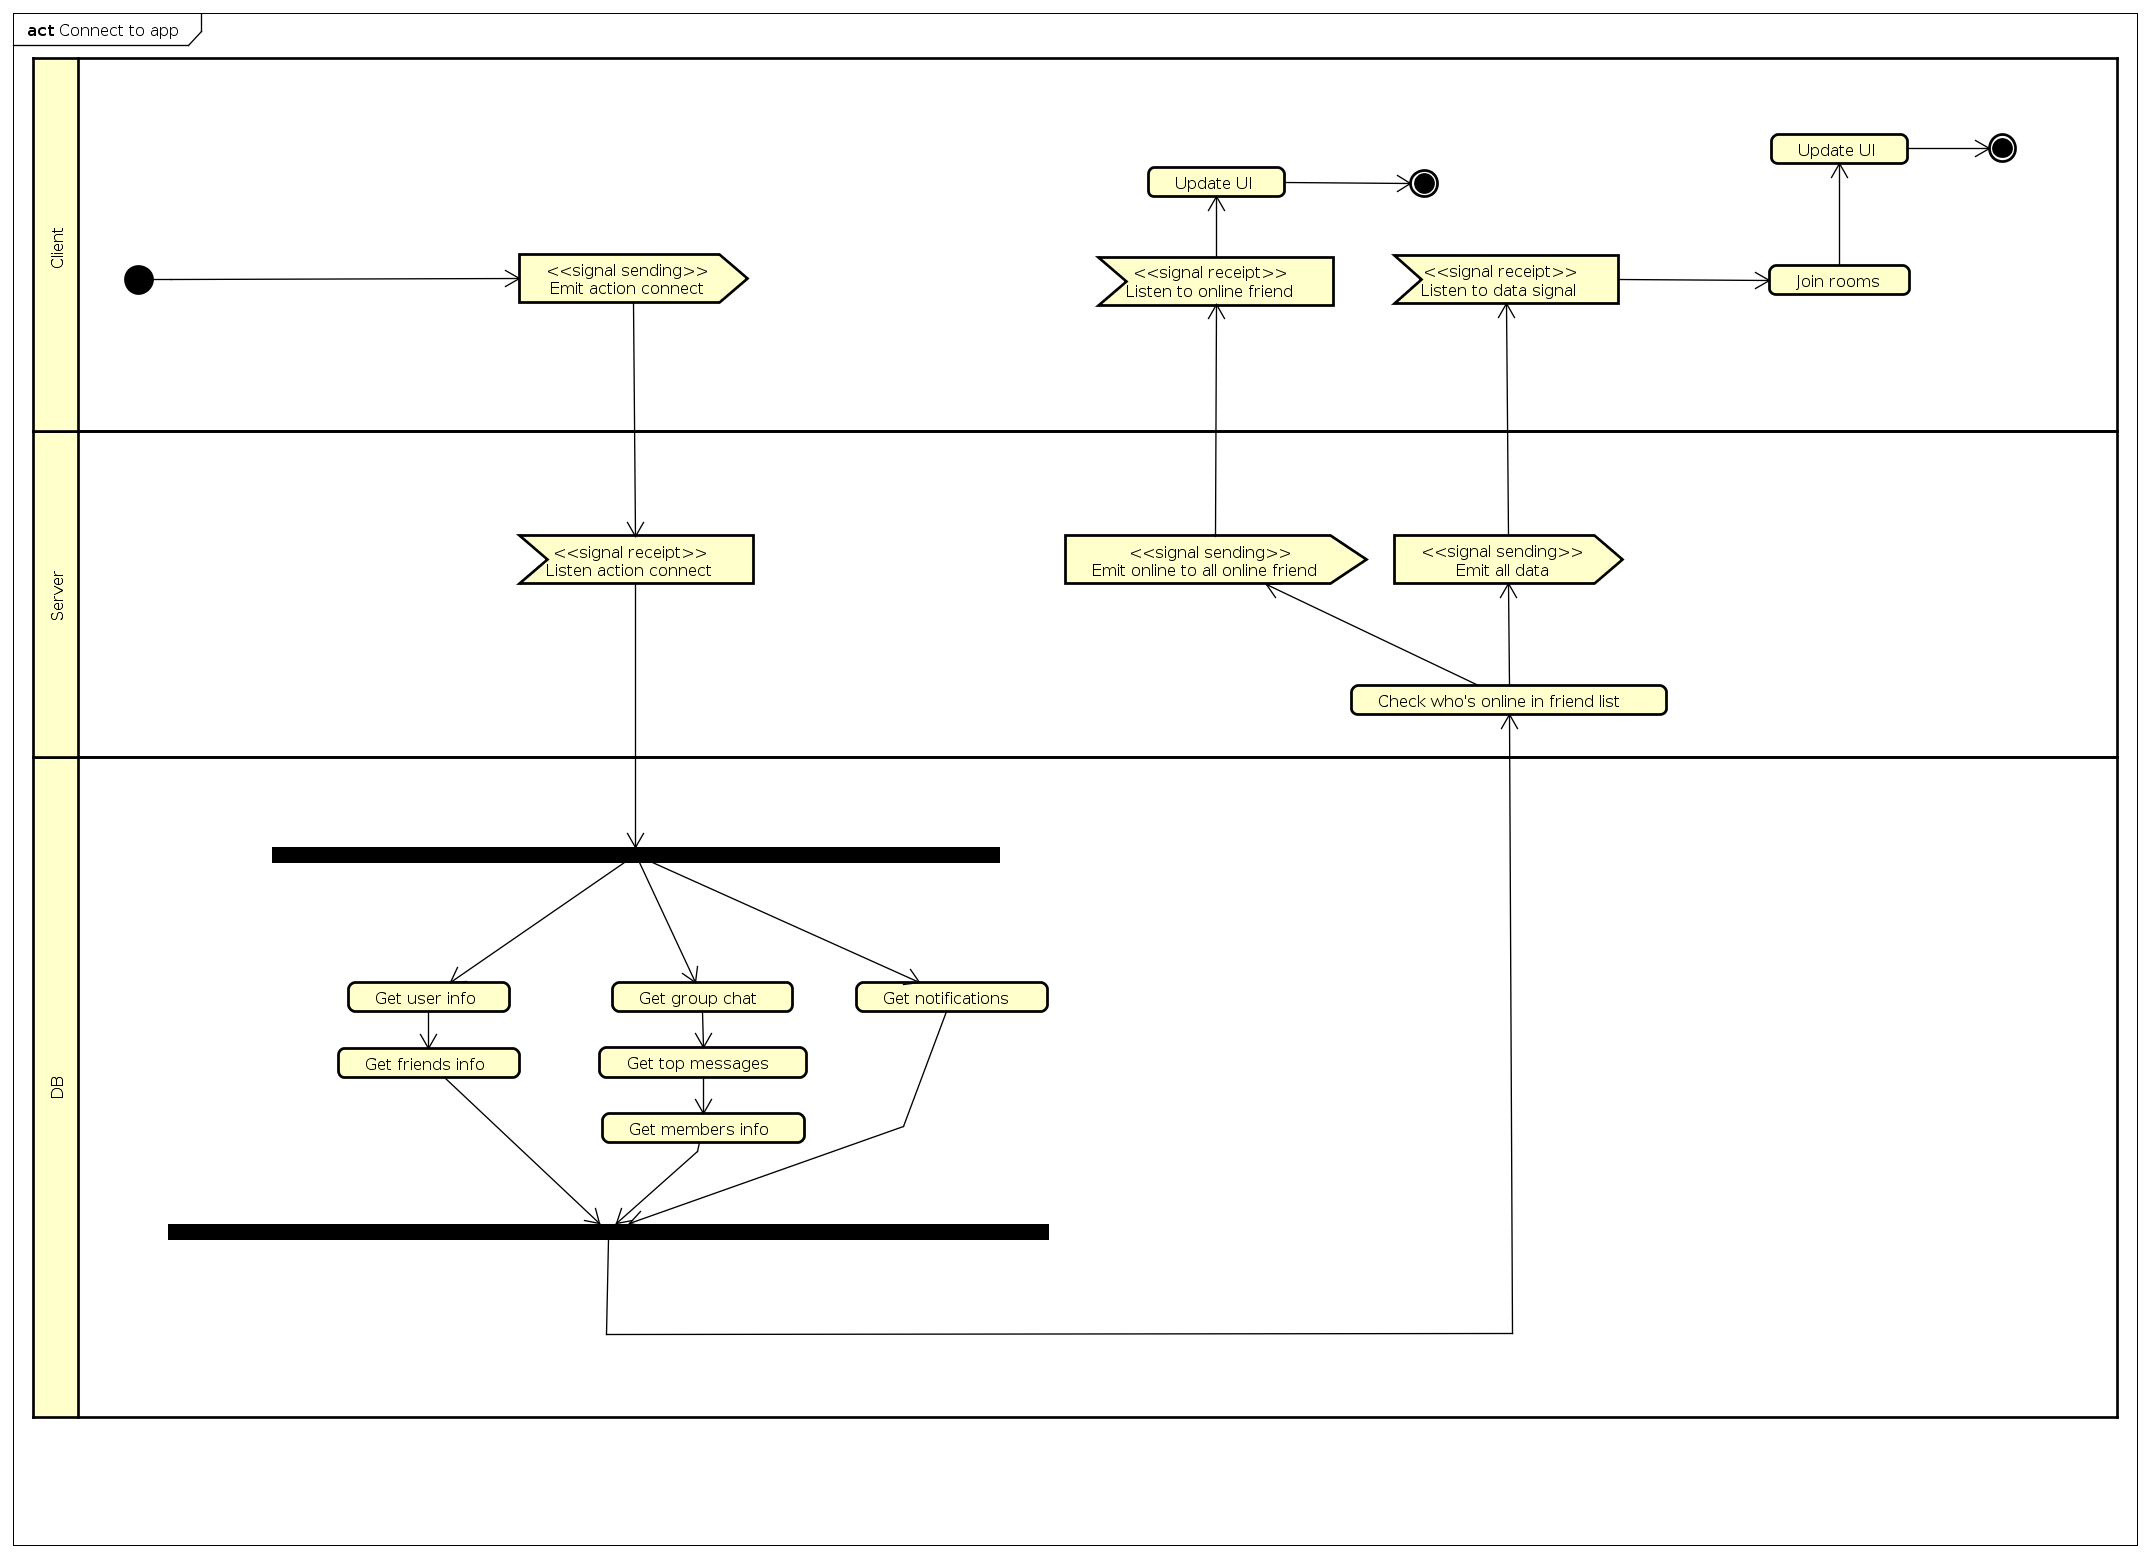 act Connect to app
Client
Update UI
Update UI
<<signal sending>>
Emit action connect
<<signal receipt>>
Listen to online friend
<<signal receipt>>
Listen to data signal
Join rooms
Server
<<signal receipt>>
Listen action connect
<<signal sending>>
Emit online to all online friend
<<signal sending>>
Emit all data
Check who's online in friend list
DB
Get user info
Get group chat
Get notifications
Get friends info
Get top messages
Get members info